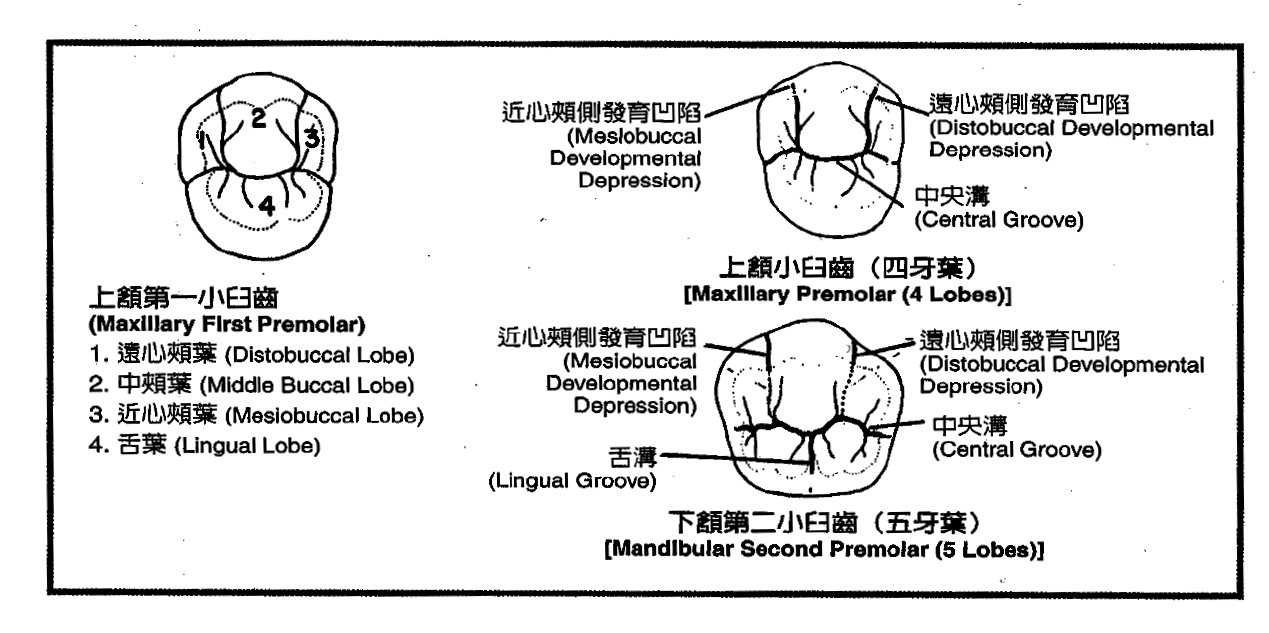 1
2
3
4
上顎第一小臼齒
(Maxillary First Premolar)
1. 遠心頰葉 (Distobuccal Lobe)
2. 中頰葉 (Middle Buccal Lobe)
3. 近心頰葉 (Mesiobuccal Lobe)
4. 舌葉 (Lingual Lobe)
近心頰側發育凹陷
(Mesiobuccal
Developmental
Depression)
遠心頰側發育凹陷
(Distobuccal Developmental
Depression)
中央溝
(Central Groove)
上顎小臼齒（四牙葉）
[Maxillary Premolar (4 Lobes)]
近心頰側發育凹陷
(Mesiobuccal
Developmental
Depression)
遠心頰側發育凹陷
(Distobuccal Developmental
Depression)
中央溝
(Central Groove)
舌溝
(Lingual Groove)
下顎第二小臼齒（五牙葉）
[Mandibular Second Premolar (5 Lobes)]